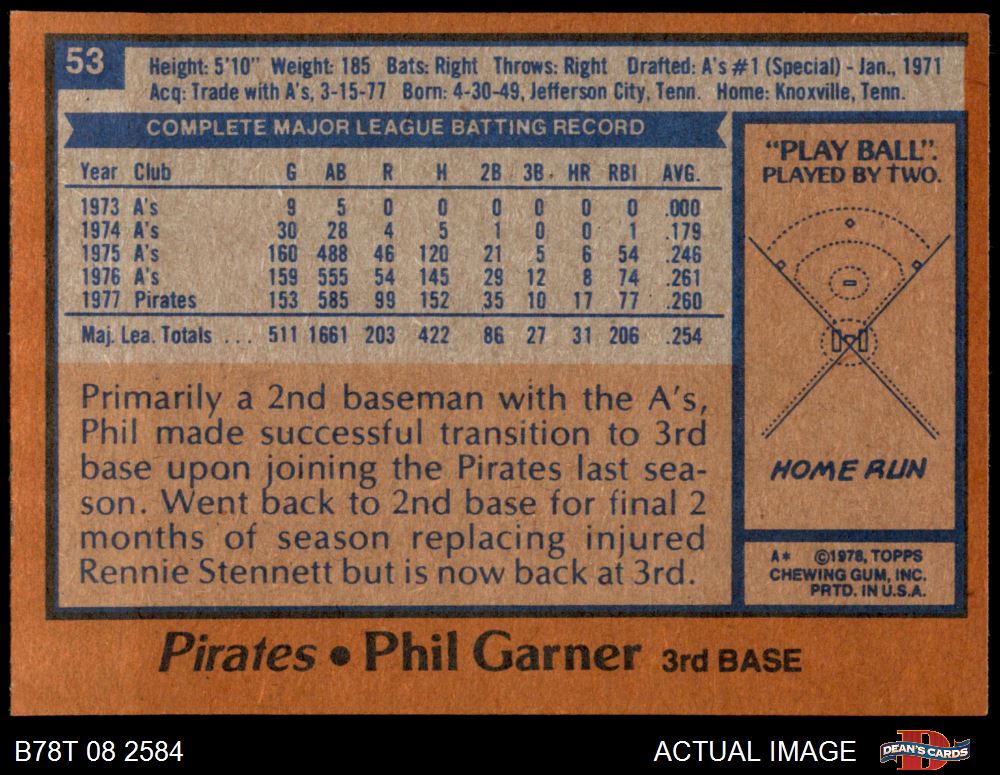 53
Height: 5'10" Weight: 185 Bats: Right Throws: Right Drafted: A's #1 (Special) - Jan., 1971
Acq: Trade with A's, 3-15-77 Born: 4-30-49, Jefferson City, Tenn. Home: Knoxville, Tenn.
COMPLETE MAJOR LEAGUE BATTING RECORD
Year Club G AB R H 2B 3B HR RBI AVG.
1973 A's 9 5 0 0 0 0 0 0 .000
1974 A's 30 28 4 5 1 0 0 1 .179
1975 A's 160 488 46 120 21 5 6 54 .246
1976 A's 159 555 54 145 29 12 8 74 .261
1977 Pirates 153 585 99 152 35 10 17 77 .260
Maj. Lea. Totals . . . 511 1661 203 422 86 27 31 206 .254
Primarily a 2nd baseman with the A's,
Phil made successful transition to 3rd
base upon joining the Pirates last sea-
son. Went back to 2nd base for final 2
months of season replacing injured
Rennie Stennett but is now back at 3rd.
"PLAY BALL".
PLAYED BY TWO.
HOME RUN
A* ©1978, TOPPS
CHEWING GUM, INC.
PRTD. IN U.S.A.
Pirates • Phil Garner 3rd BASE
B78T 08 2584
ACTUAL IMAGE
D
DEAN'S CARDS